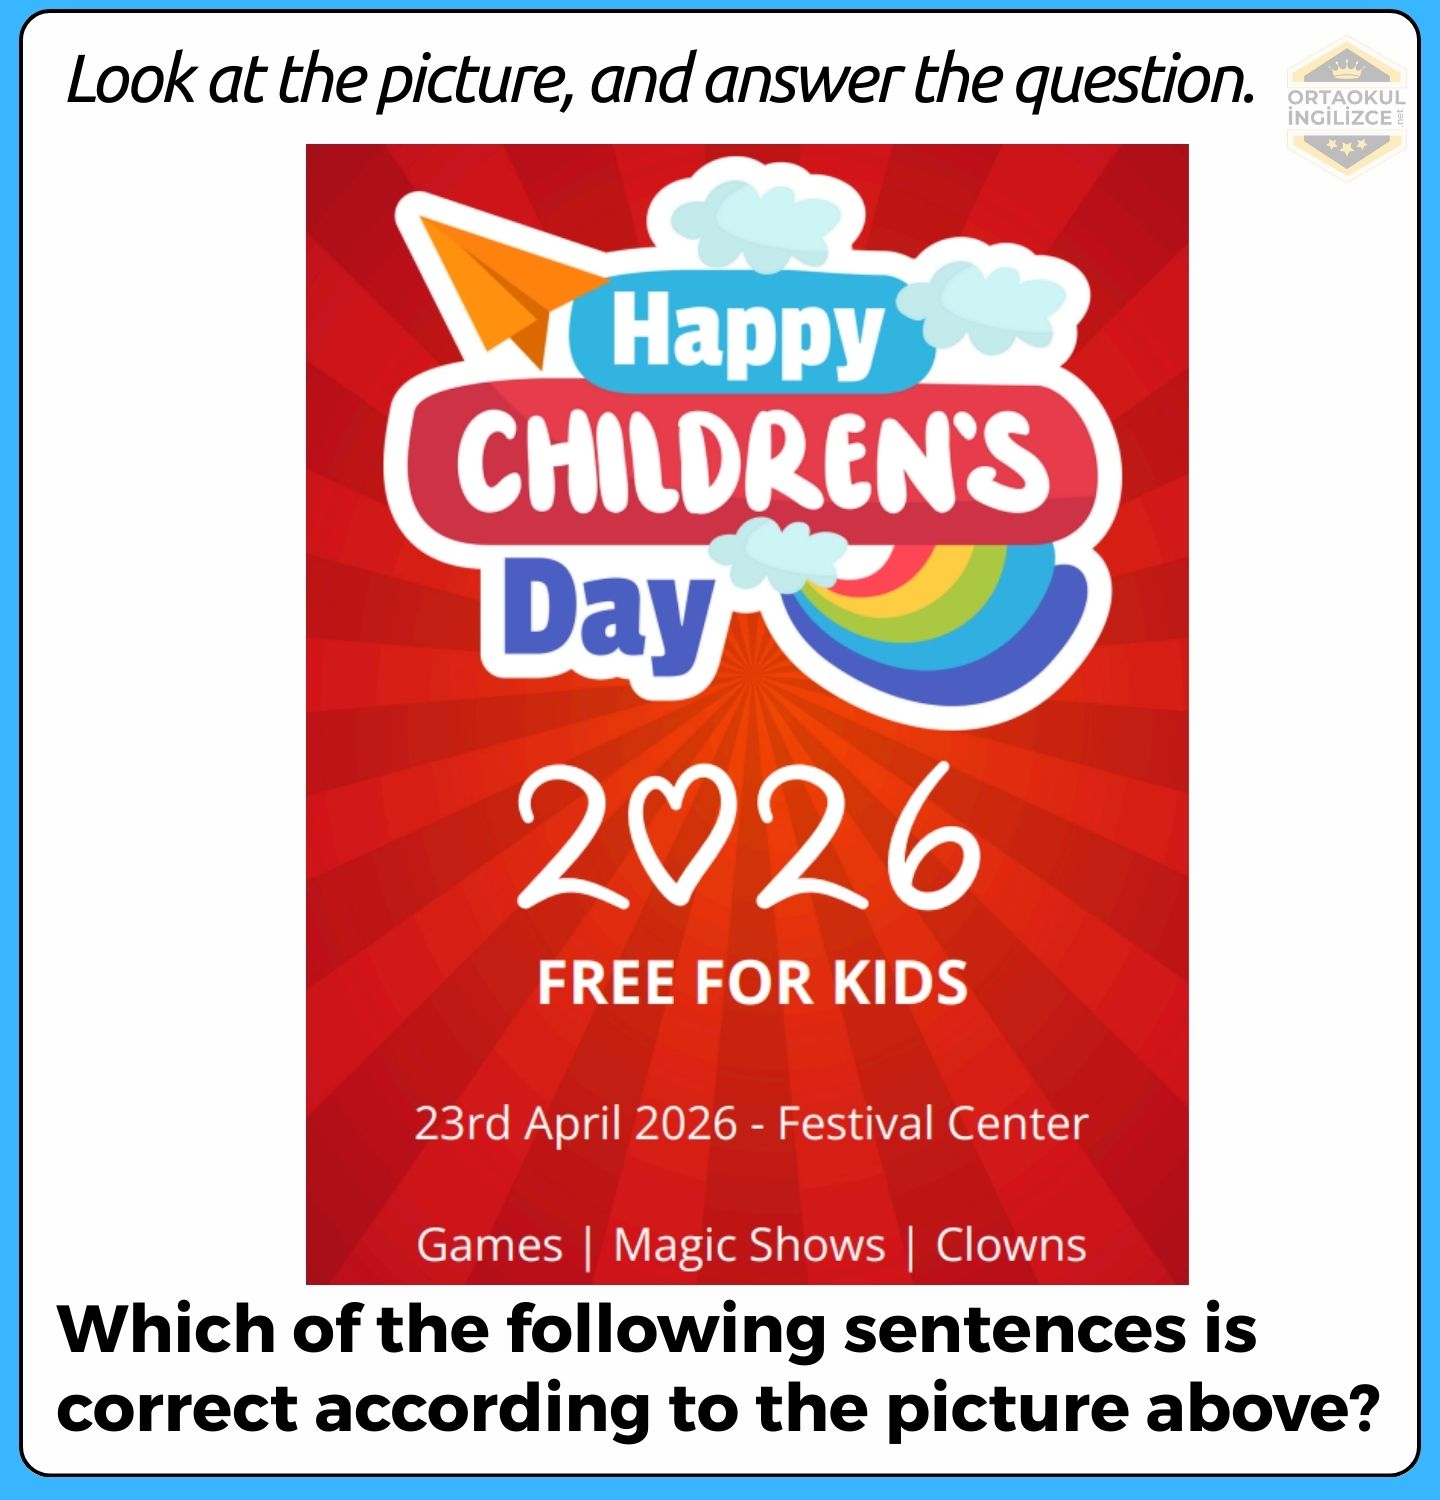 Look at the picture, and answer the question.
ORTAOKUL
İNGİLİZCE
.net
Happy
CHILDREN'S
Day
2026
FREE FOR KIDS
23rd April 2026 - Festival Center
Games | Magic Shows | Clowns
Which of the following sentences is
correct according to the picture above?